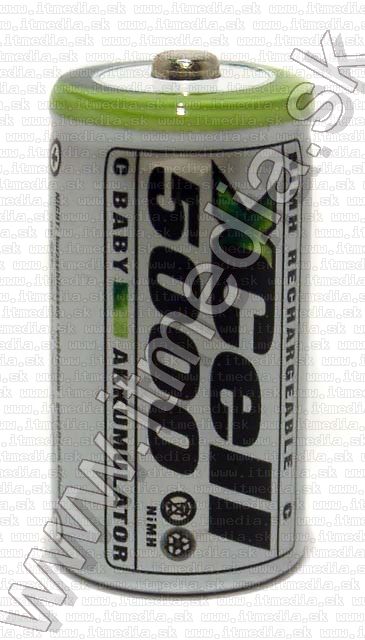 NIMH RECHARGEABLE C
XCell
5000
NiMH
C BABY AKKUMULATOR
www.itmedia.sk